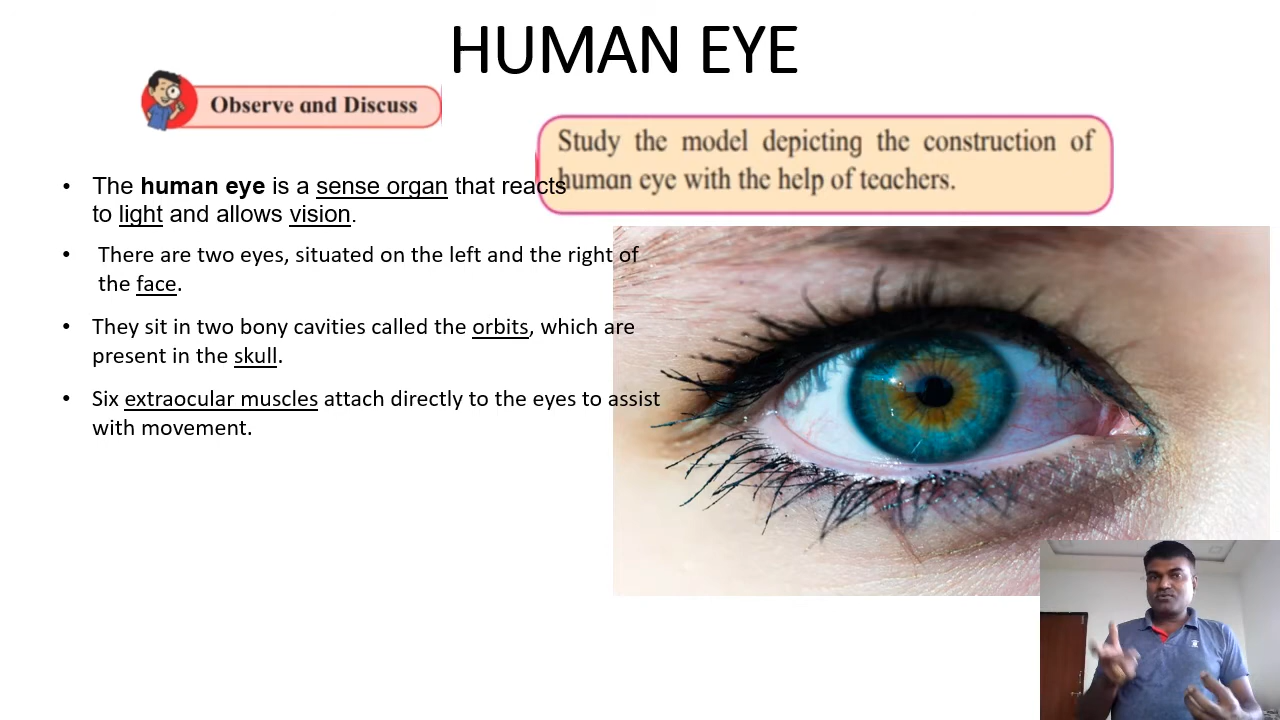 HUMAN EYE
Observe and Discuss
Study the model depicting the construction of
human eye with the help of teachers.
• The human eye is a sense organ that reacts
to light and allows vision.
• There are two eyes, situated on the left and the right of
the face.
• They sit in two bony cavities called the orbits, which are
present in the skull.
• Six extraocular muscles attach directly to the eyes to assist
with movement.